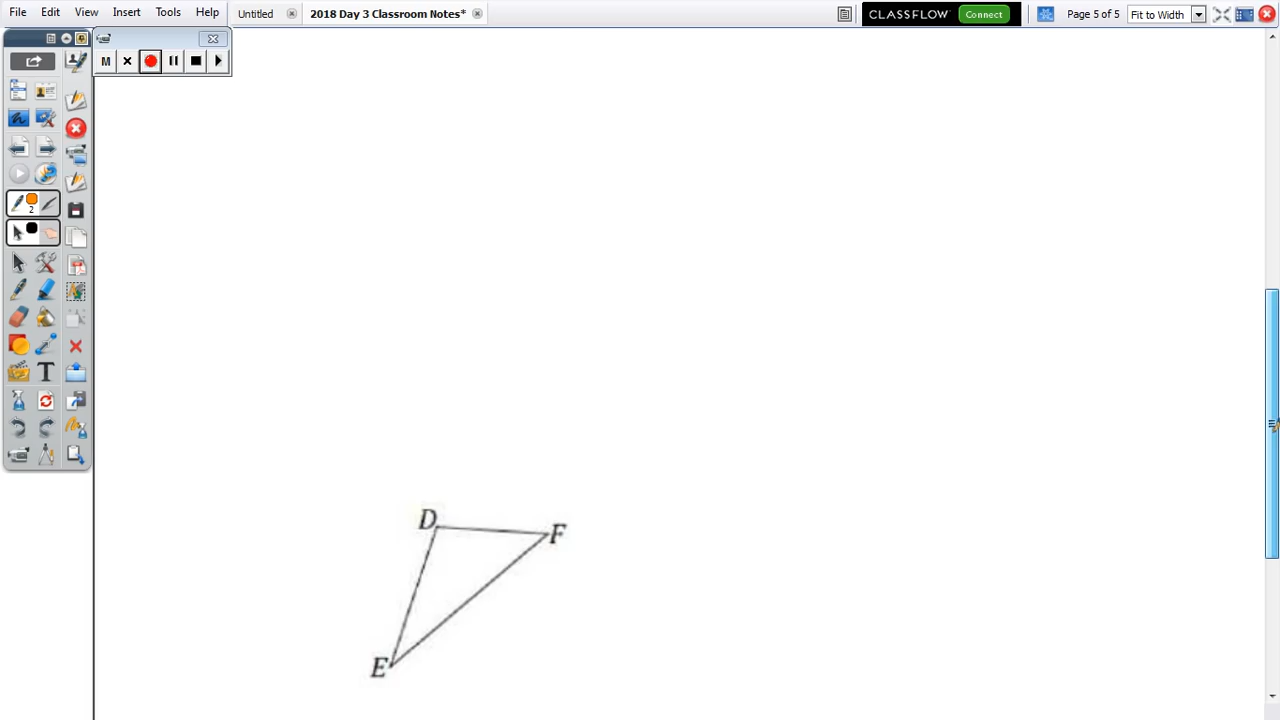 File Edit View Insert Tools Help Untitled 2018 Day 3 Classroom Notes* CLASSFLOW Connect Page 5 of 5 Fit to Width
M
2
T
D
F
E